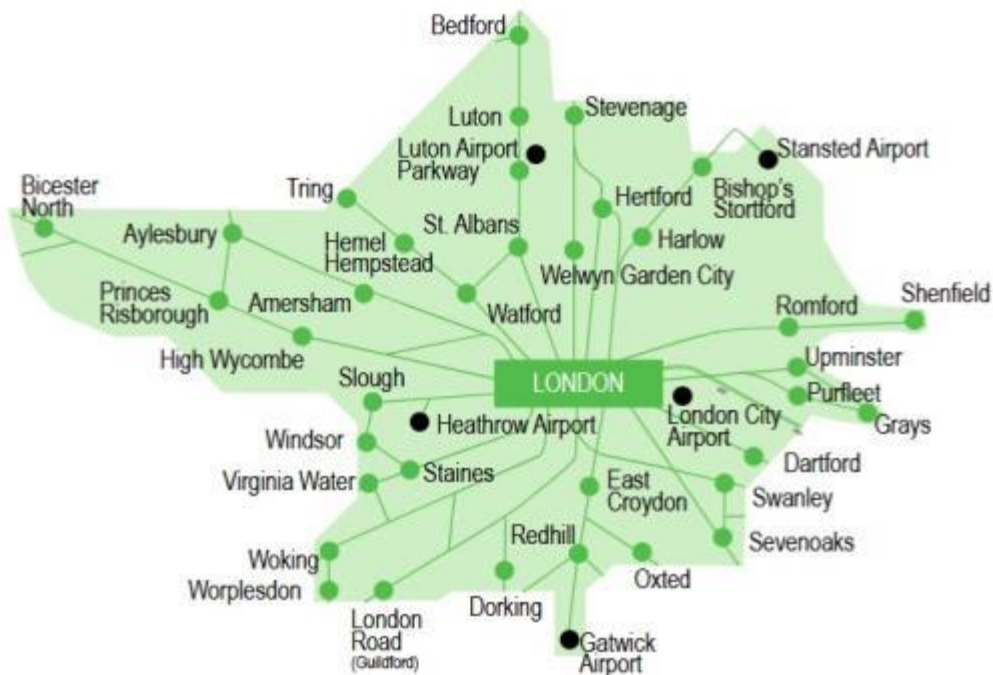 Bedford
Luton
Stevenage
Luton Airport
Parkway
Stansted Airport
Bicester
North
Tring
Hertford
Bishop's
Stortford
Aylesbury
Hemel
Hempstead
St. Albans
Harlow
Welwyn Garden City
Princes
Risborough
Amersham
Watford
Romford
Shenfield
High Wycombe
Slough
LONDON
Upminster
Purfleet
Grays
Heathrow Airport
London City
Airport
Windsor
Staines
Dartford
Virginia Water
East
Croydon
Swanley
Woking
Redhill
Sevenoaks
Worplesdon
Oxted
London
Road
(Guildford)
Dorking
Gatwick
Airport